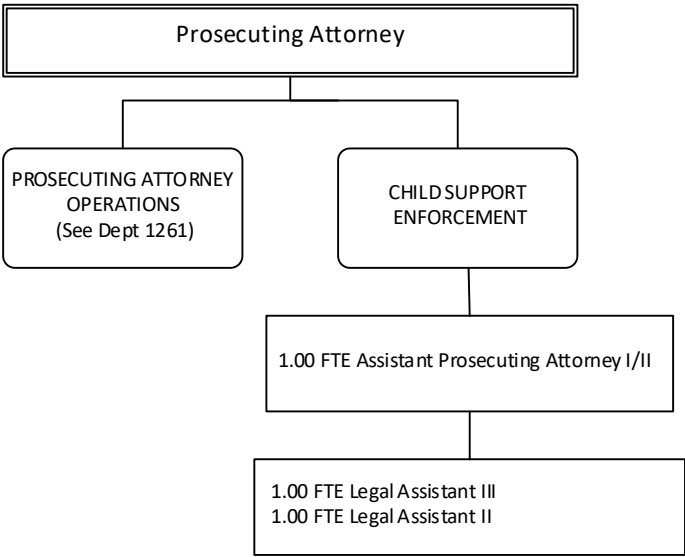 Prosecuting Attorney
PROSECUTING ATTORNEY
OPERATIONS
(See Dept 1261)
CHILD SUPPORT
ENFORCEMENT
1.00 FTE Assistant Prosecuting Attorney I/II
1.00 FTE Legal Assistant III
1.00 FTE Legal Assistant II